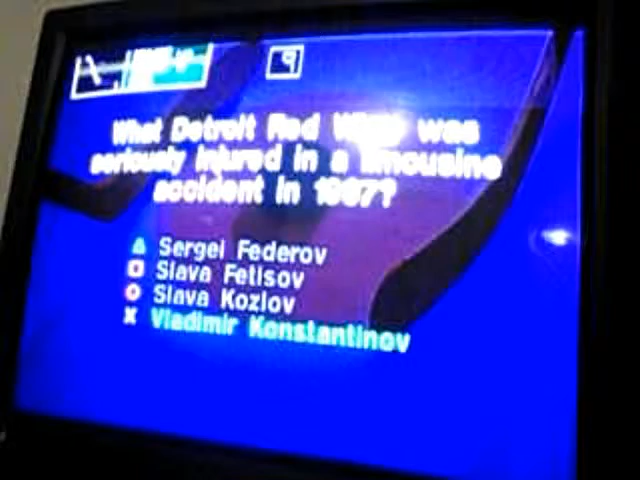 What Detroit Red Wings was
seriously injured in a limousine
accident in 1997?
Sergei Federov
Slava Fetisov
Slava Kozlov
X Vladimir Konstantinov